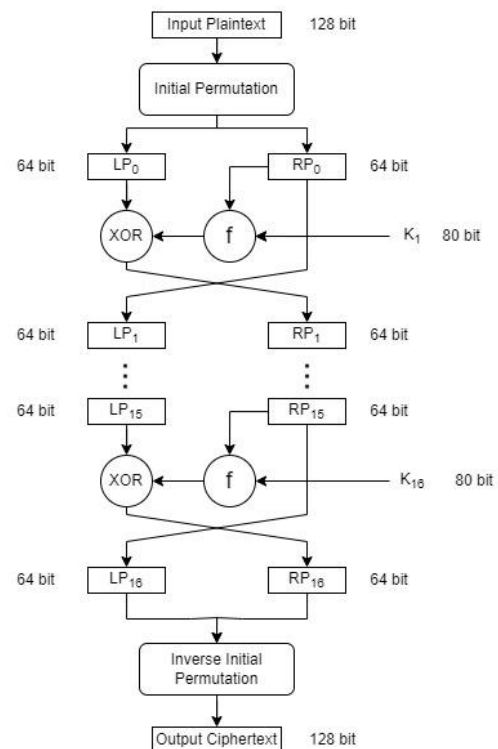 Input Plaintext 128 bit
Initial Permutation
64 bit LP₀ RP₀ 64 bit
XOR f K₁ 80 bit
64 bit LP₁ RP₁ 64 bit
64 bit LP₁₅ RP₁₅ 64 bit
XOR f K₁₆ 80 bit
64 bit LP₁₆ RP₁₆ 64 bit
Inverse Initial
Permutation
Output Ciphertext 128 bit